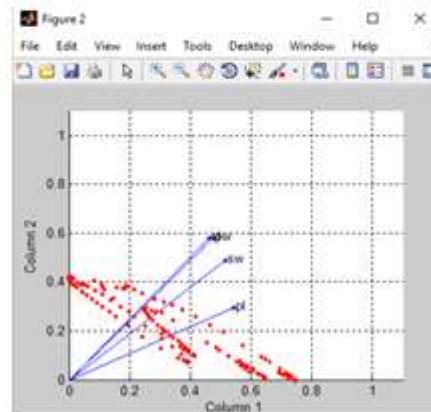 Figure 2
File Edit View Insert Tools Desktop Window Help
1
0.8
0.6
0.4
0.2
0
sw
pl
0 0.2 0.4 0.6 0.8 1
Column 1
Column 2